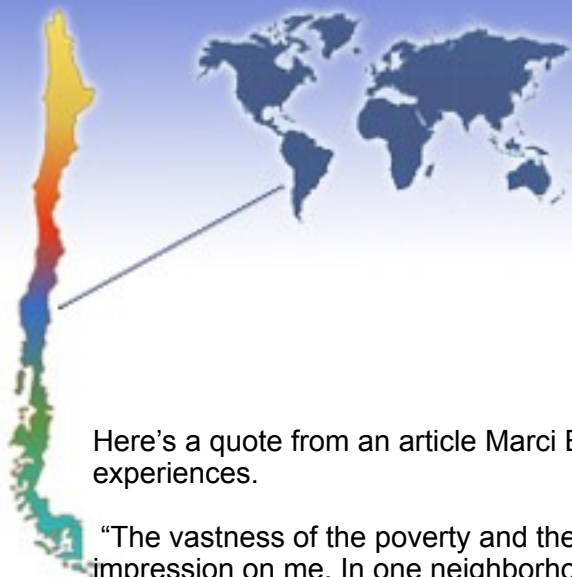 Here’s a quote from an article Marci
experiences.
“The vastness of the poverty and the
impression on me. In one